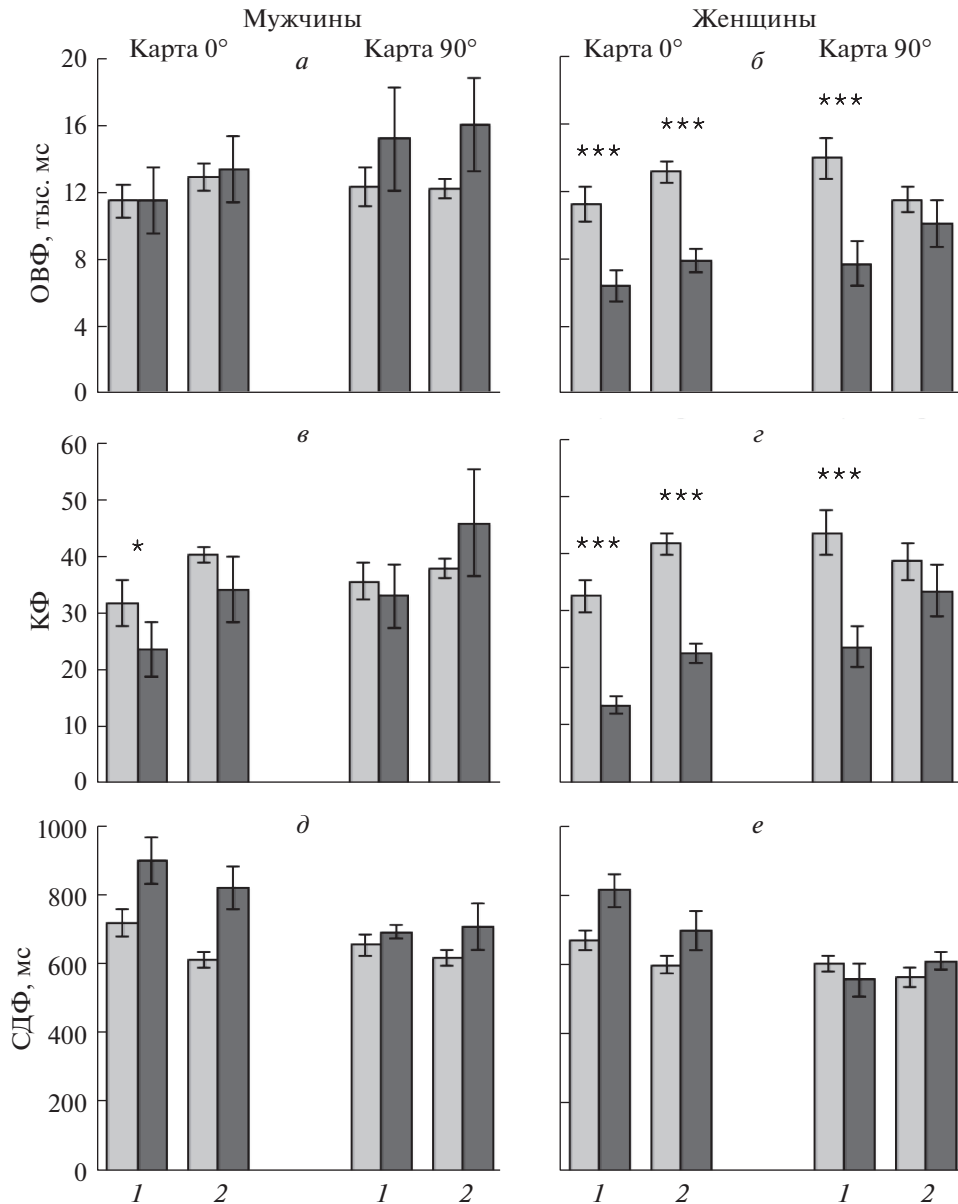 Мужчины Женщины
Карта 0° а Карта 90° Карта 0° б Карта 90°
20
16
12
8
4
0
ОВФ, тыс. мс
*** *** ***
в г
60
50
40
30
20
10
0
КФ
* *** *** ***
д е
1000
800
600
400
200
0
СДФ, мс
1 2 1 2 1 2 1 2